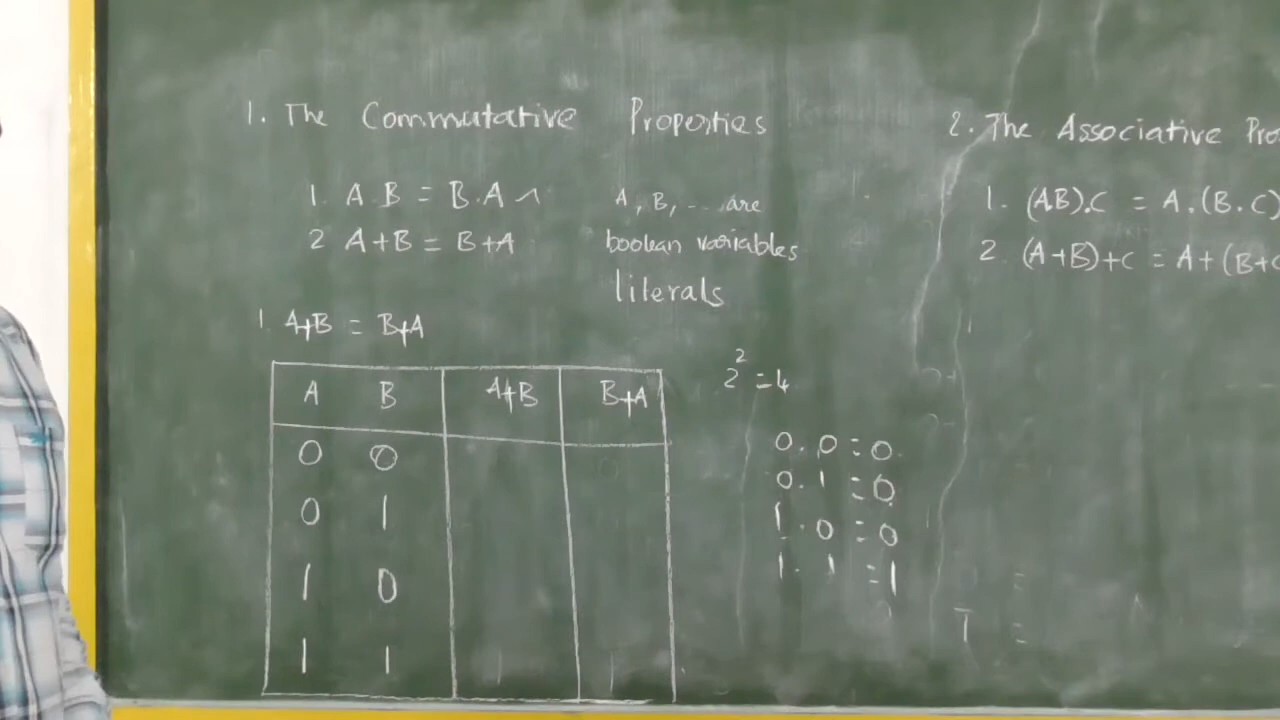 1. The Commutative Properties
1. A.B = B.A
2 A+B = B+A
A, B, ... are
boolean variables
literals
1. A+B = B+A
A B A+B B+A
0 0
0 1
1 0
1 1
2² = 4
0.0 = 0
0.1 = 0
1.0 = 0
1.1 = 1
2. The Associative Pro
1. (A.B).C = A.(B.C)
2. (A+B)+C = A+(B+C